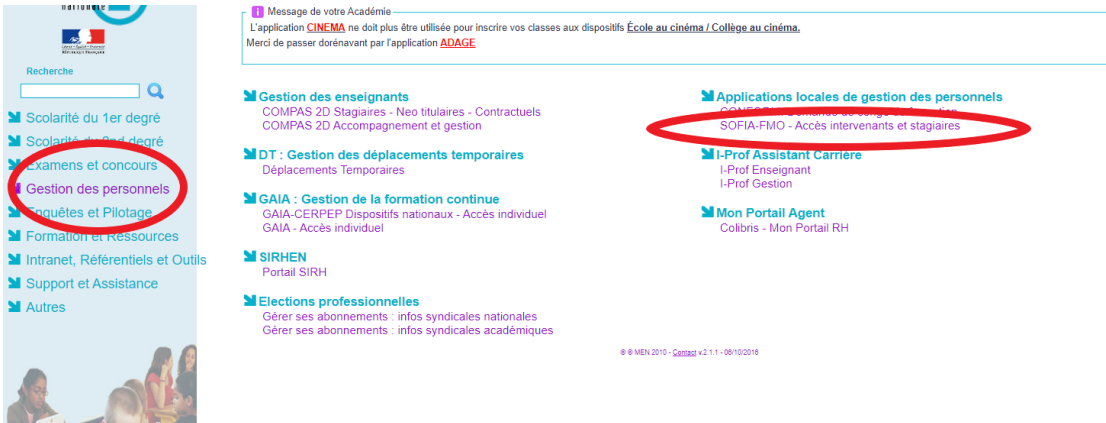 nationale
Liberté • Égalité • Fraternité
RÉPUBLIQUE FRANÇAISE
Recherche
Scolarité du 1er degré
Scolarité du 2nd degré
Examens et concours
Gestion des personnels
Enquêtes et Pilotage
Formation et Ressources
Intranet, Référentiels et Outils
Support et Assistance
Autres
Message de votre Académie
L'application CINEMA ne doit plus être utilisée pour inscrire vos classes aux dispositifs École au cinéma / Collège au cinéma.
Merci de passer dorénavant par l'application ADAGE
Gestion des enseignants
COMPAS 2D Stagiaires - Neo titulaires - Contractuels
COMPAS 2D Accompagnement et gestion
DT : Gestion des déplacements temporaires
Déplacements Temporaires
GAIA : Gestion de la formation continue
GAIA-CERPEP Dispositifs nationaux - Accès individuel
GAIA - Accès individuel
SIRHEN
Portail SIRH
Elections professionnelles
Gérer ses abonnements : infos syndicales nationales
Gérer ses abonnements : infos syndicales académiques
Applications locales de gestion des personnels
SOFIA-FMO - Accès intervenants et stagiaires
I-Prof Assistant Carrière
I-Prof Enseignant
I-Prof Gestion
Mon Portail Agent
Colibris - Mon Portail RH
® © MEN 2010 - Contact v.2.1.1 - 06/10/2016